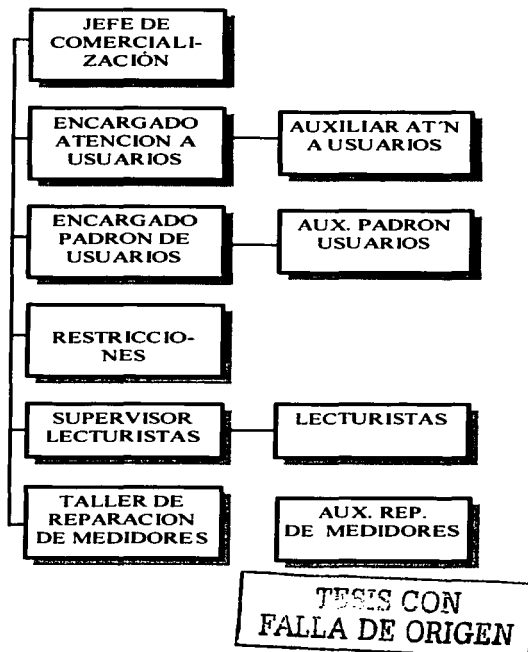 JEFE DE
COMERCIALI-
ZACIÓN
ENCARGADO
ATENCION A
USUARIOS
AUXILIAR AT´N
A USUARIOS
ENCARGADO
PADRON DE
USUARIOS
AUX. PADRON
USUARIOS
RESTRICCIO-
NES
SUPERVISOR
LECTURISTAS
LECTURISTAS
TALLER DE
REPARACION
DE MEDIDORES
AUX. REP.
DE MEDIDORES
TESIS CON
FALLA DE ORIGEN